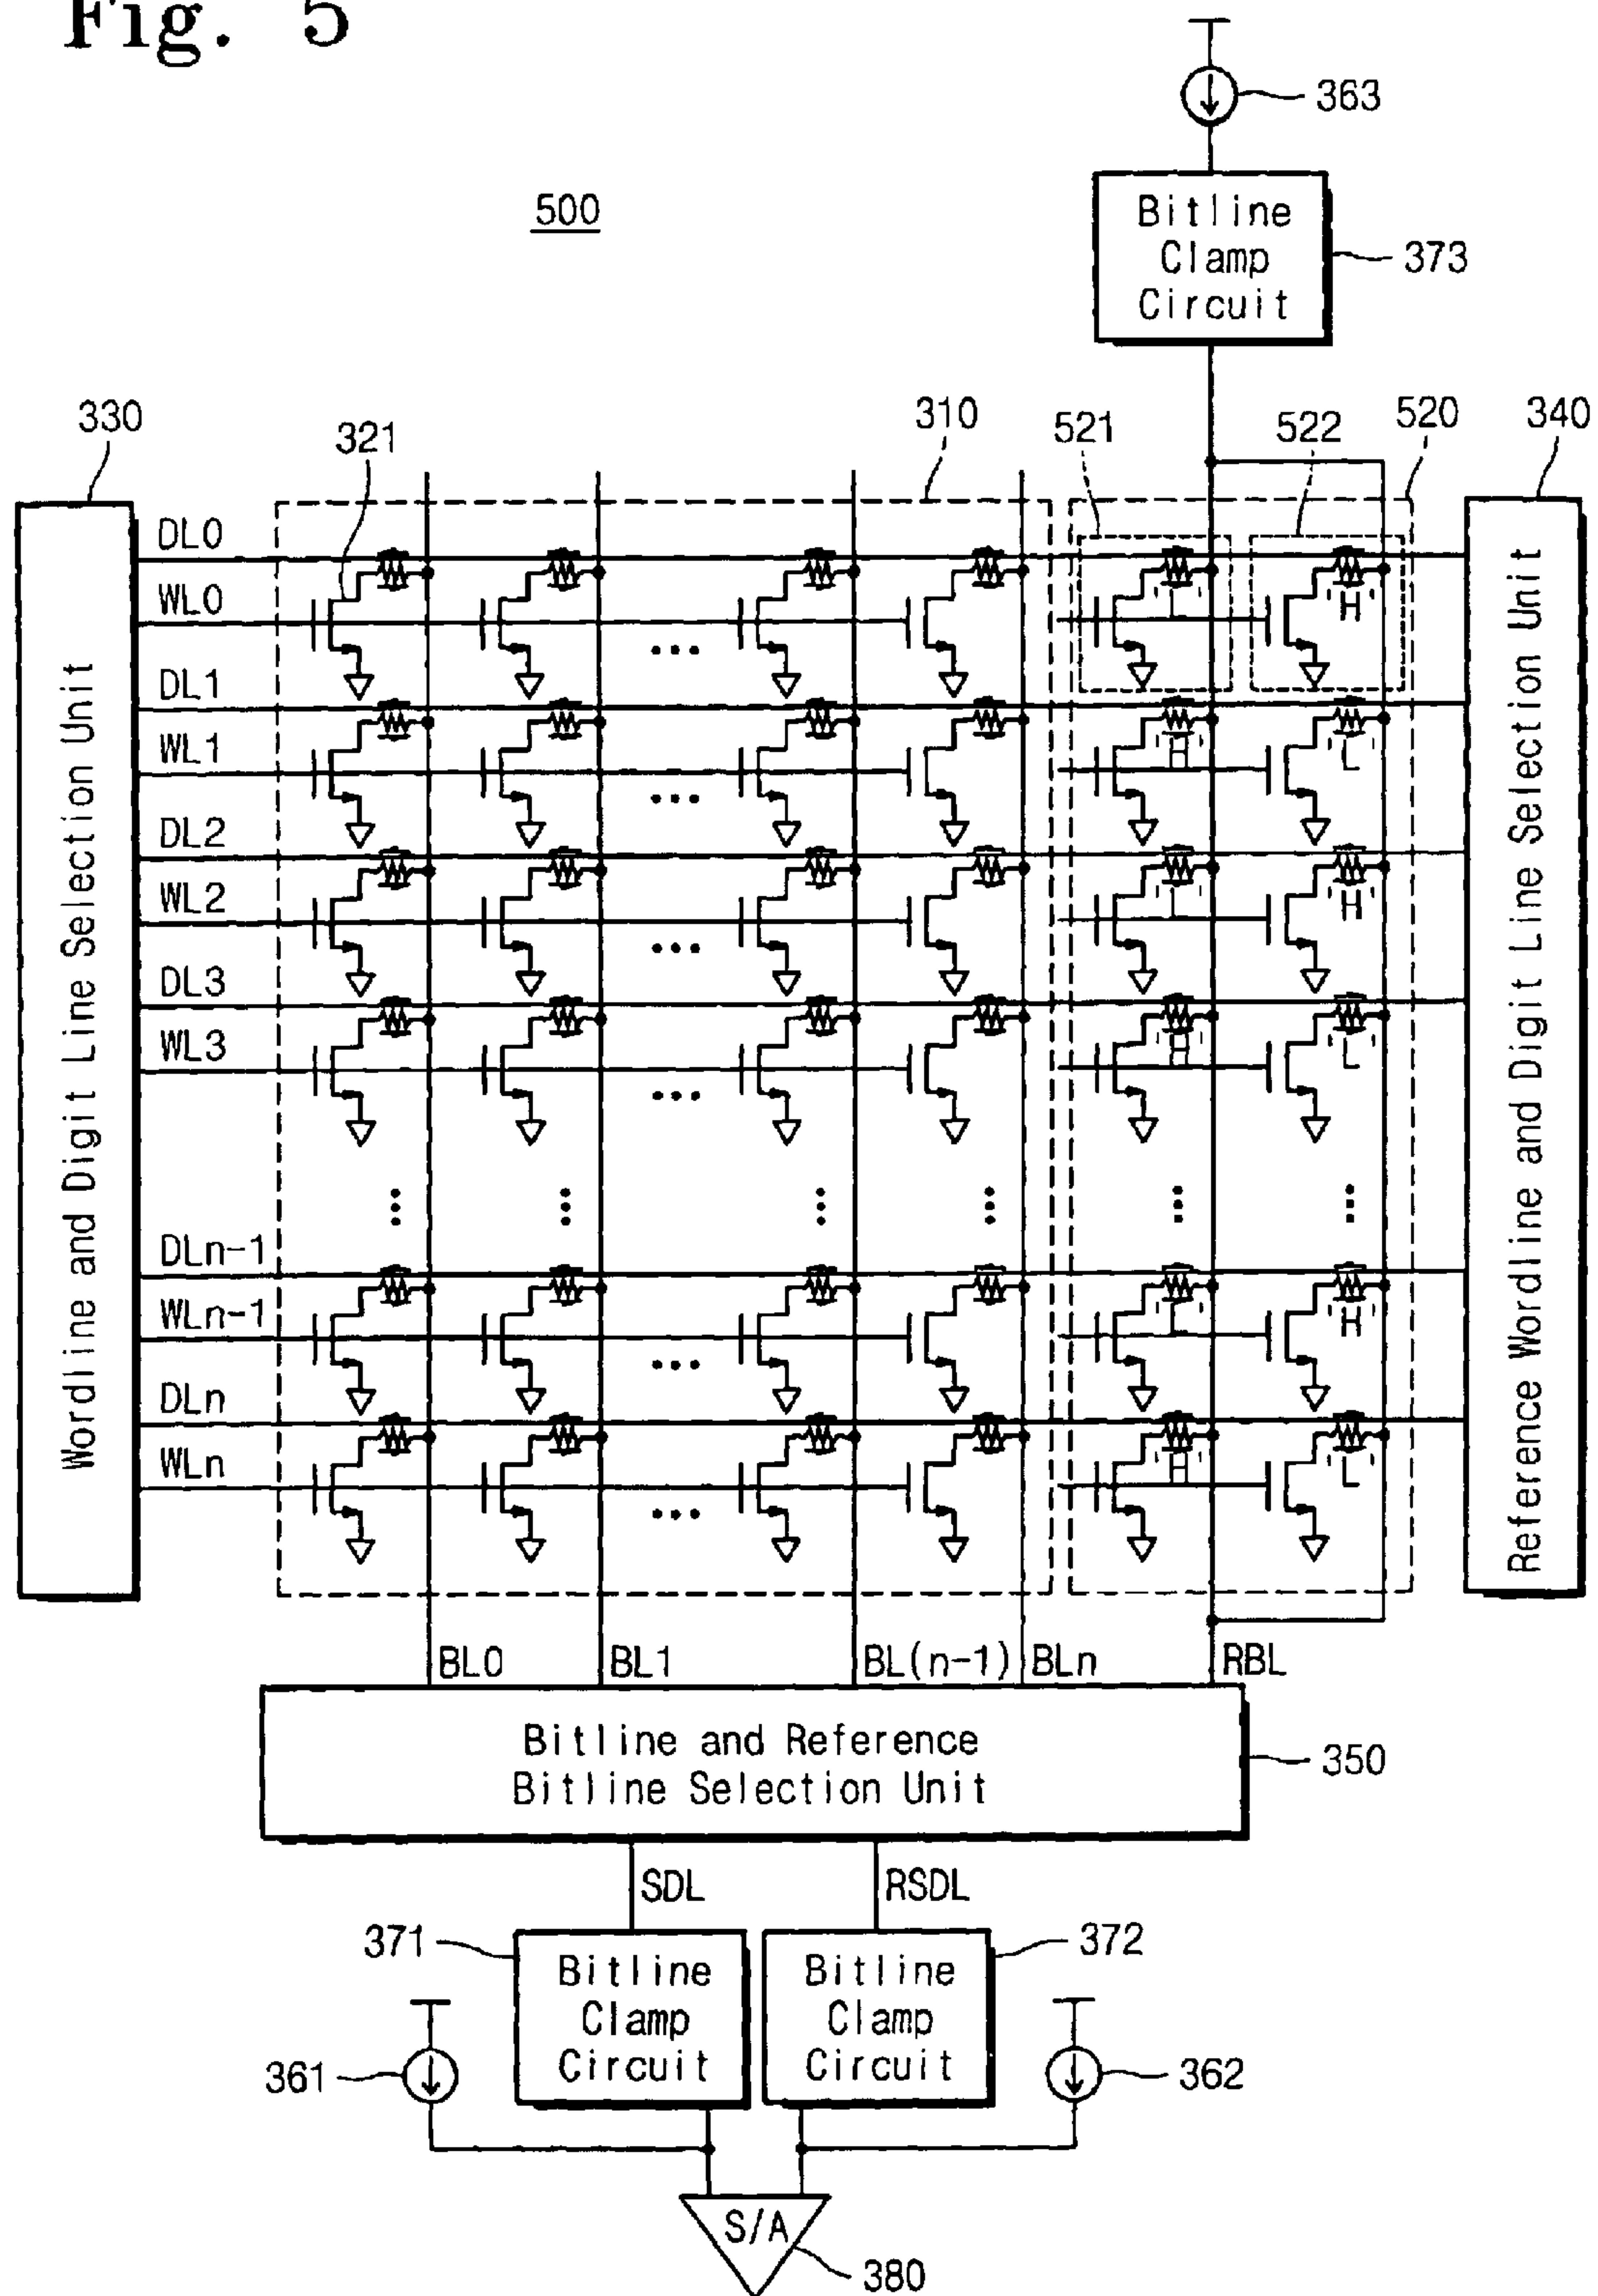 Fig. 5
363
500
Bitline
Clamp
Circuit
373
330
321
310
521
522
520
340
Wordline and Digit Line Selection Unit
Reference Wordline and Digit Line Selection Unit
DL0
'L'
'H'
WL0
...
DL1
WL1
'H'
'L'
...
DL2
WL2
'L'
'H'
...
DL3
WL3
'H'
'L'
...
DLn-1
WLn-1
'L'
'H'
...
DLn
WLn
'H'
'L'
...
BL0
BL1
BL(n-1)
BLn
RBL
Bitline and Reference
Bitline Selection Unit
350
SDL
RSDL
371
Bitline
Clamp
Circuit
Bitline
Clamp
Circuit
372
361
362
S/A
380